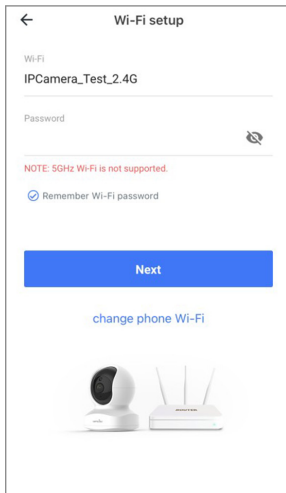 Wi-Fi setup
Wi-Fi
IPCamera_Test_2.4G
Password
NOTE: 5GHz Wi-Fi is not supported.
Remember Wi-Fi password
Next
change phone Wi-Fi